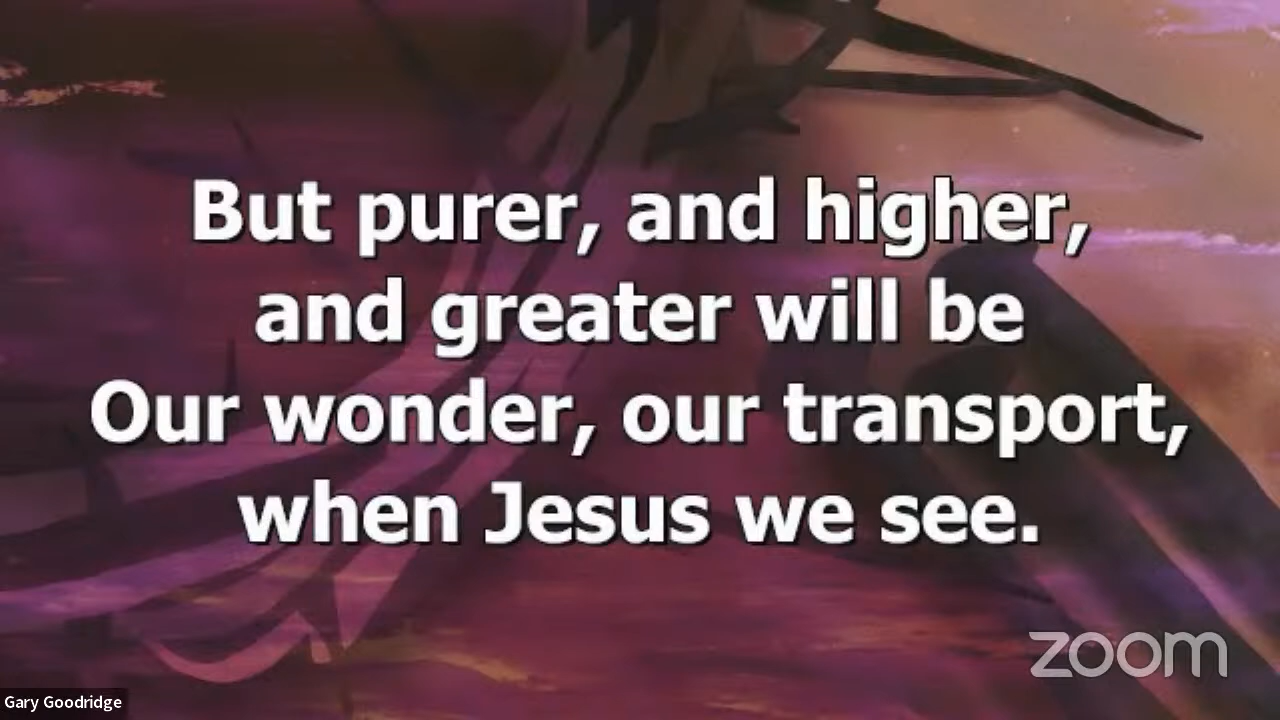 But purer, and higher,
and greater will be
Our wonder, our transport,
when Jesus we see.
zoom
Gary Goodridge